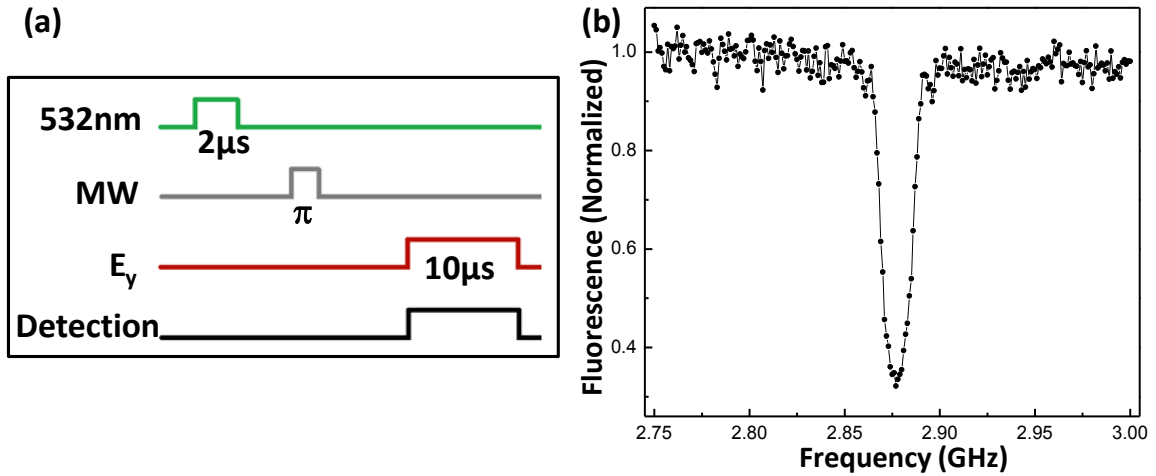 (a)
532nm
2µs
MW
π
E_y
10µs
Detection
(b)
Fluorescence (Normalized)
1.0
0.8
0.6
0.4
2.75 2.80 2.85 2.90 2.95 3.00
Frequency (GHz)